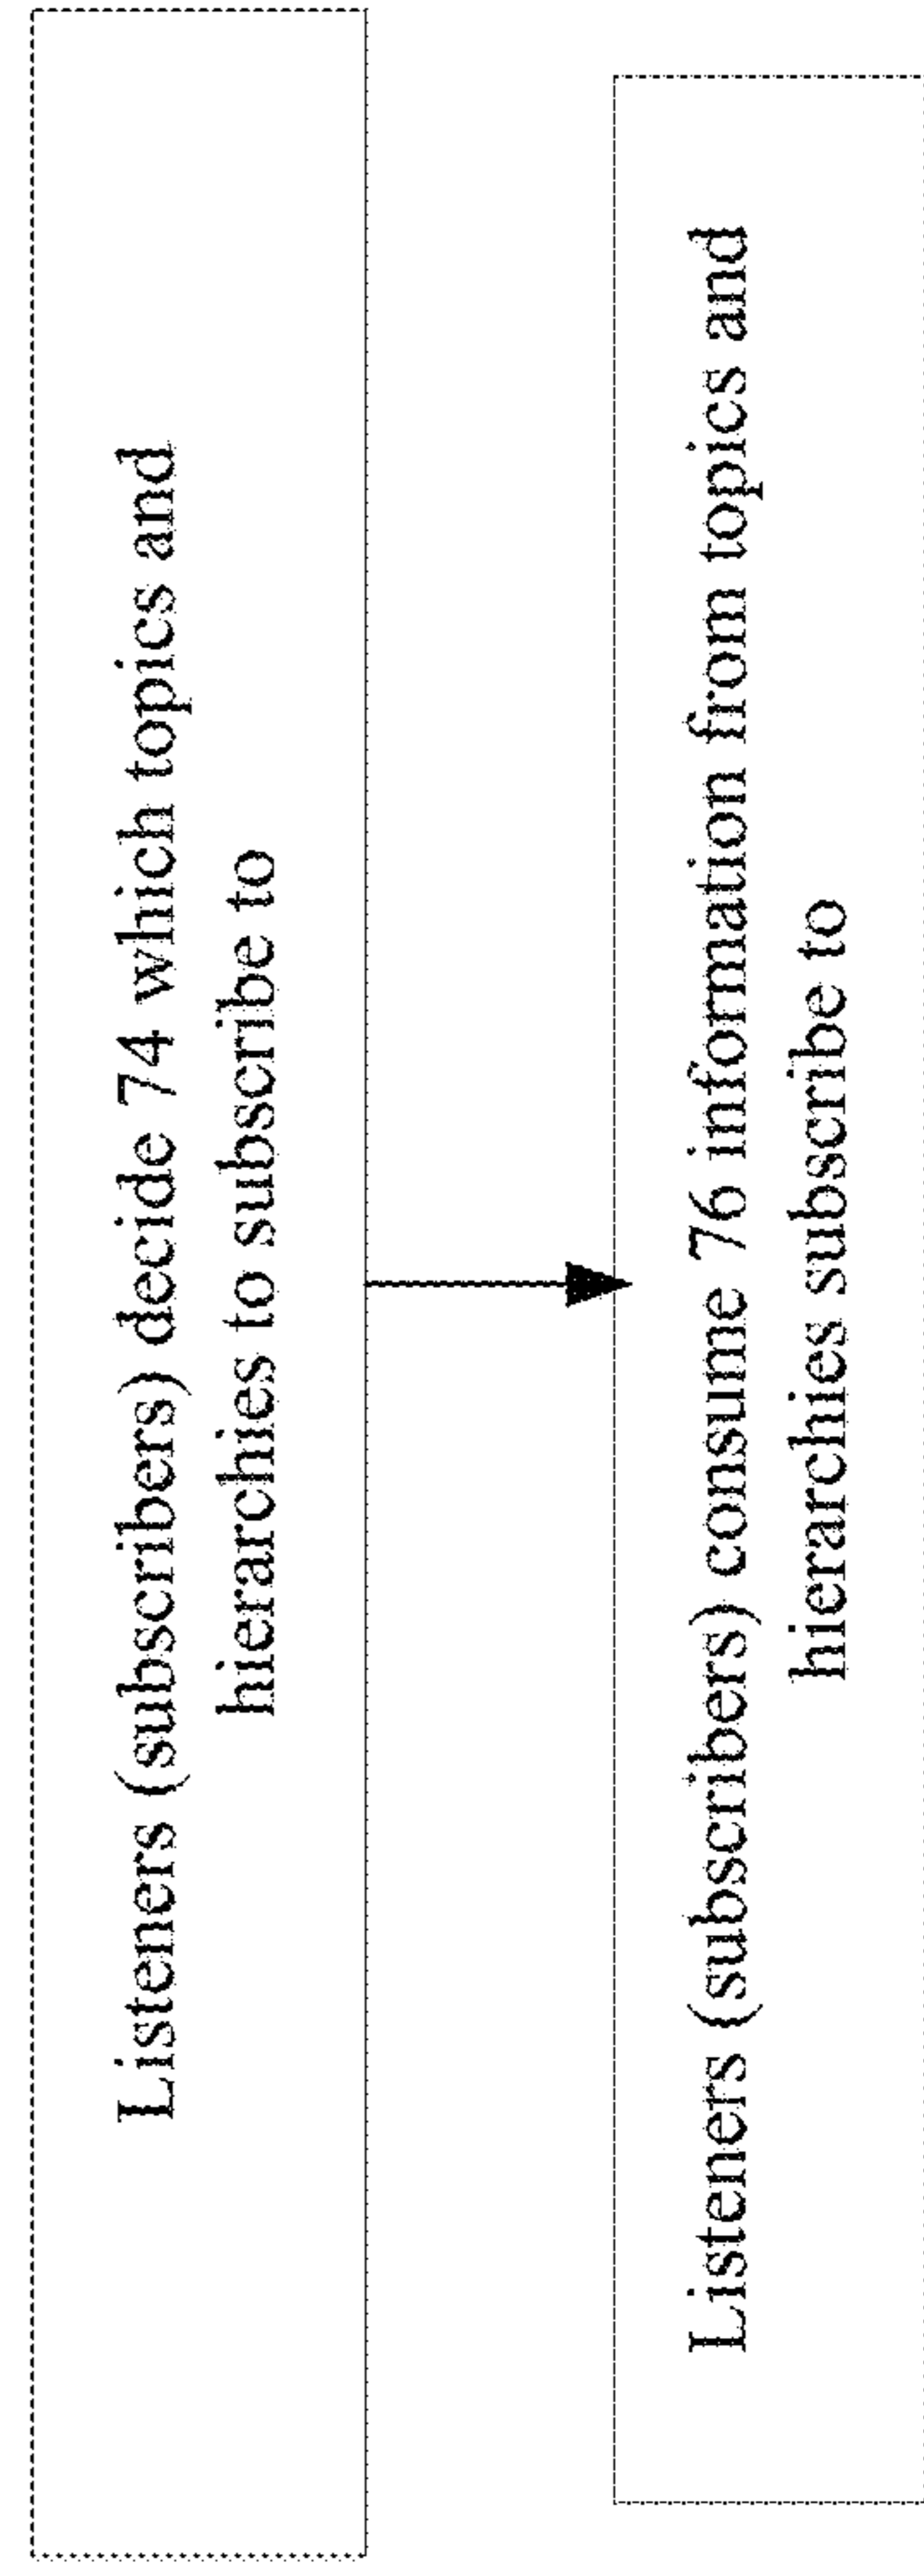 Listeners (subscribers) decide 74 which topics and
hierarchies to subscribe to
Listeners (subscribers) consume 76 information from topics and
hierarchies subscribe to